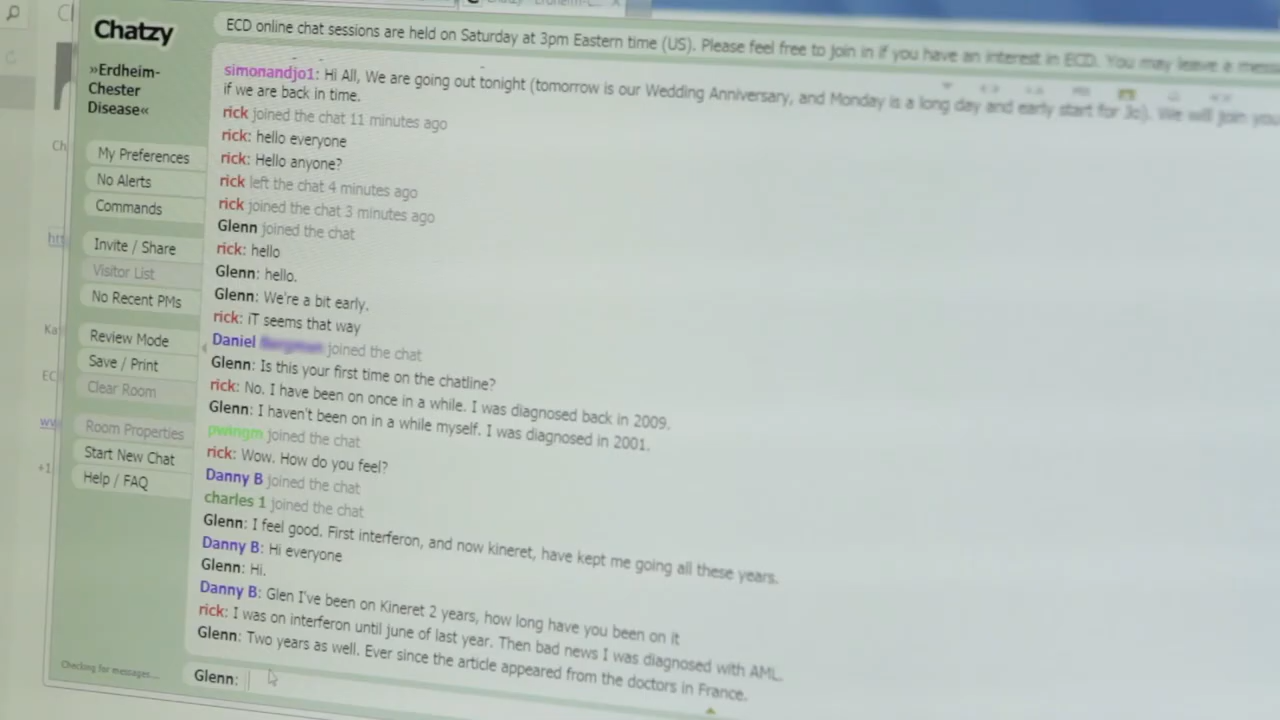 Chatzy
»Erdheim-
Chester
Disease«
My Preferences
No Alerts
Commands
Invite / Share
Visitor List
No Recent PMs
Review Mode
Save / Print
Clear Room
Room Properties
Start New Chat
Help / FAQ
Checking for messages...
ECD online chat sessions are held on Saturday at 3pm Eastern time (US). Please feel free to join in if you have an interest in ECD. You may leave a
simonandjo1: Hi All, We are going out tonight (tomorrow is our Wedding Anniversary, and Monday is a long day and early start for Jo). We will join you
if we are back in time.
rick joined the chat 11 minutes ago
rick: hello everyone
rick: Hello anyone?
rick left the chat 4 minutes ago
rick joined the chat 3 minutes ago
Glenn joined the chat
rick: hello
Glenn: hello.
Glenn: We're a bit early.
rick: iT seems that way
Daniel joined the chat
Glenn: Is this your first time on the chatline?
rick: No. I have been on once in a while. I was diagnosed back in 2009.
Glenn: I haven't been on in a while myself. I was diagnosed in 2001.
pwingm joined the chat
rick: Wow. How do you feel?
Danny B joined the chat
charles 1 joined the chat
Glenn: I feel good. First interferon, and now kineret, have kept me going all these years.
Danny B: Hi everyone
Glenn: Hi.
Danny B: Glen I've been on Kineret 2 years, how long have you been on it
rick: I was on interferon until june of last year. Then bad news I was diagnosed with AML.
Glenn: Two years as well. Ever since the article appeared from the doctors in France.
Glenn: